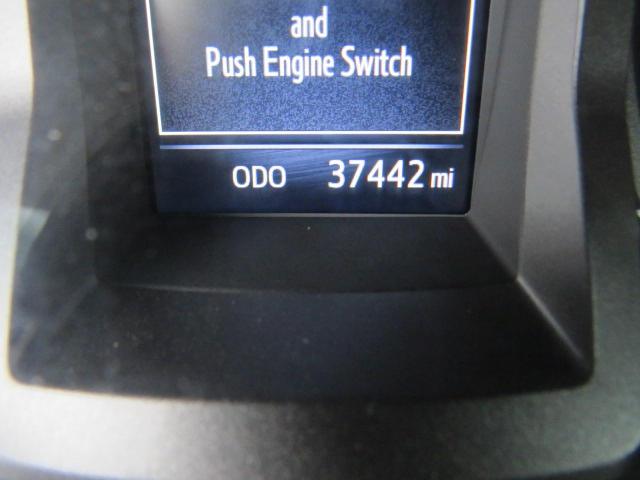 and
Push Engine Switch
ODO 37442 mi